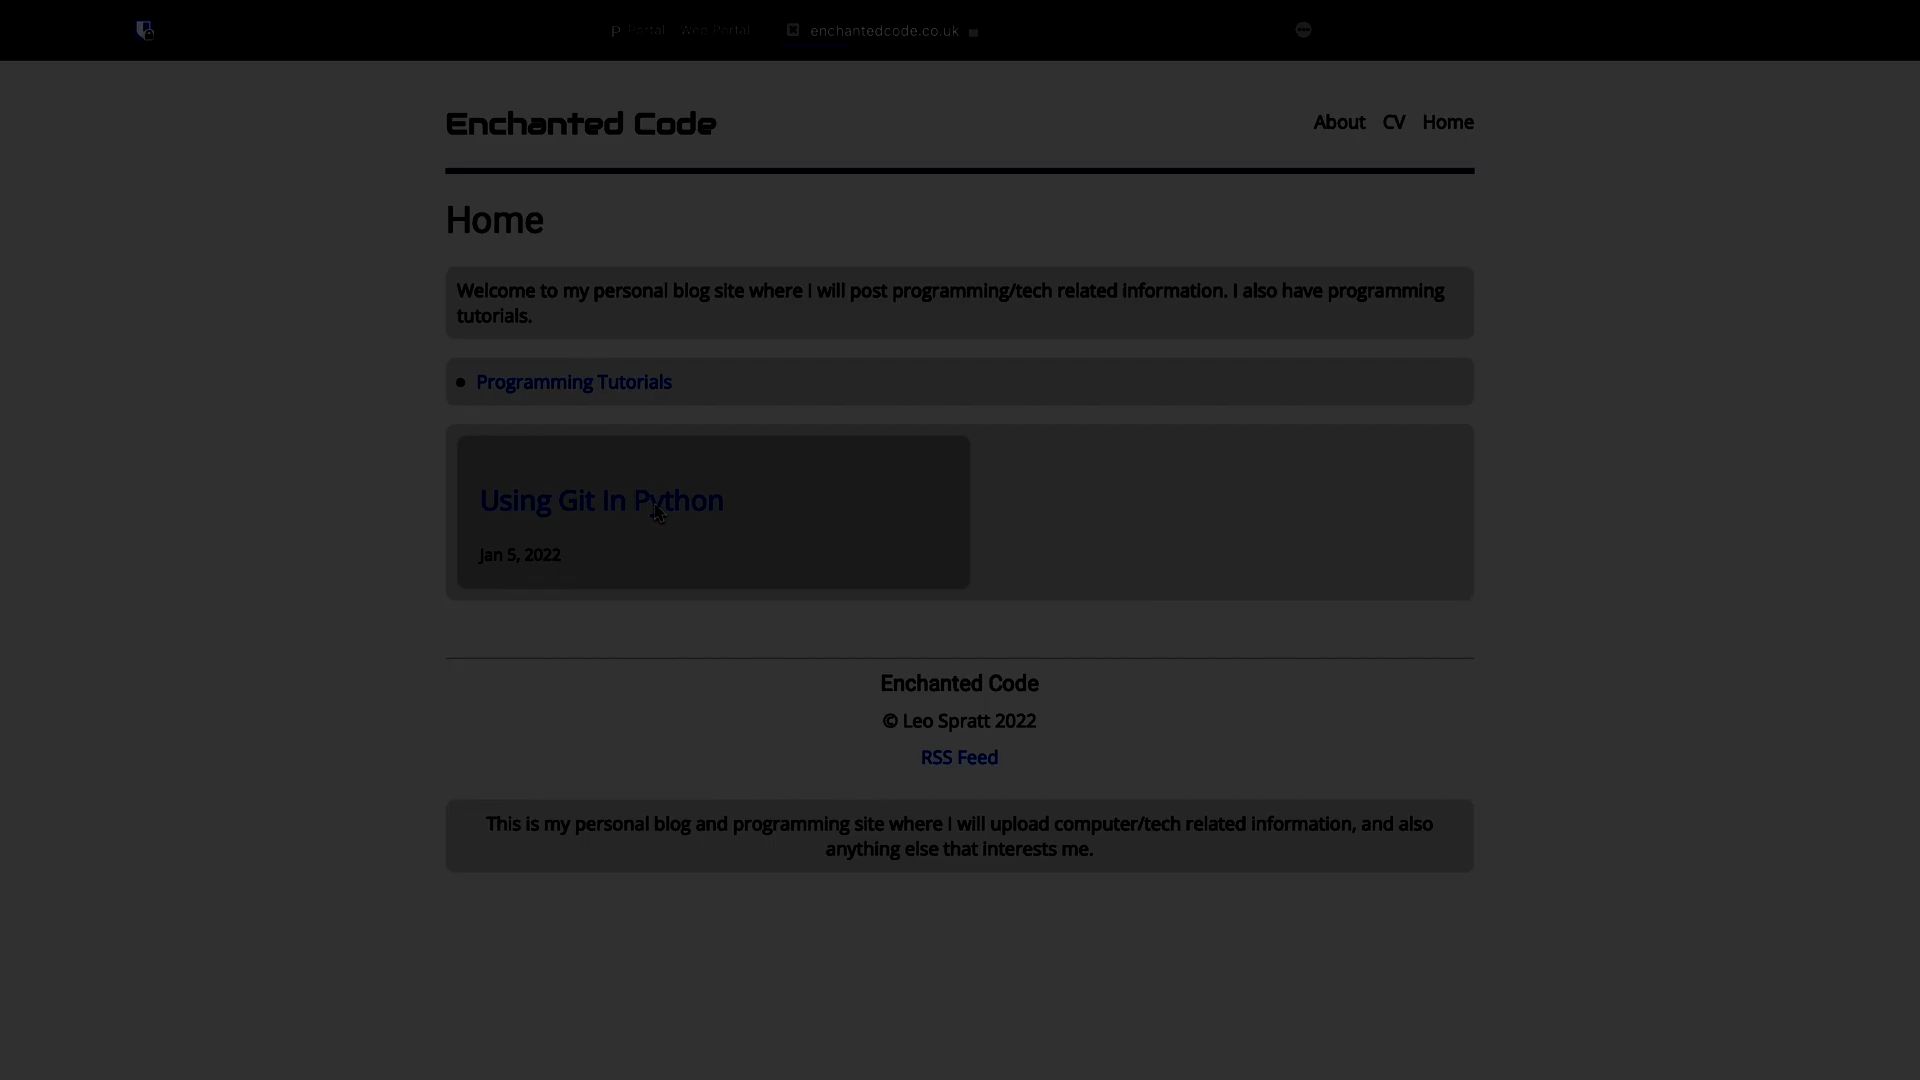 P Portal Web Portal enchantedcode.co.uk
Enchanted Code
About CV Home
Home
Welcome to my personal blog site where I will post programming/tech related information. I also have programming
tutorials.
Programming Tutorials
Using Git In Python
Jan 5, 2022
Enchanted Code
© Leo Spratt 2022
RSS Feed
This is my personal blog and programming site where I will upload computer/tech related information, and also
anything else that interests me.